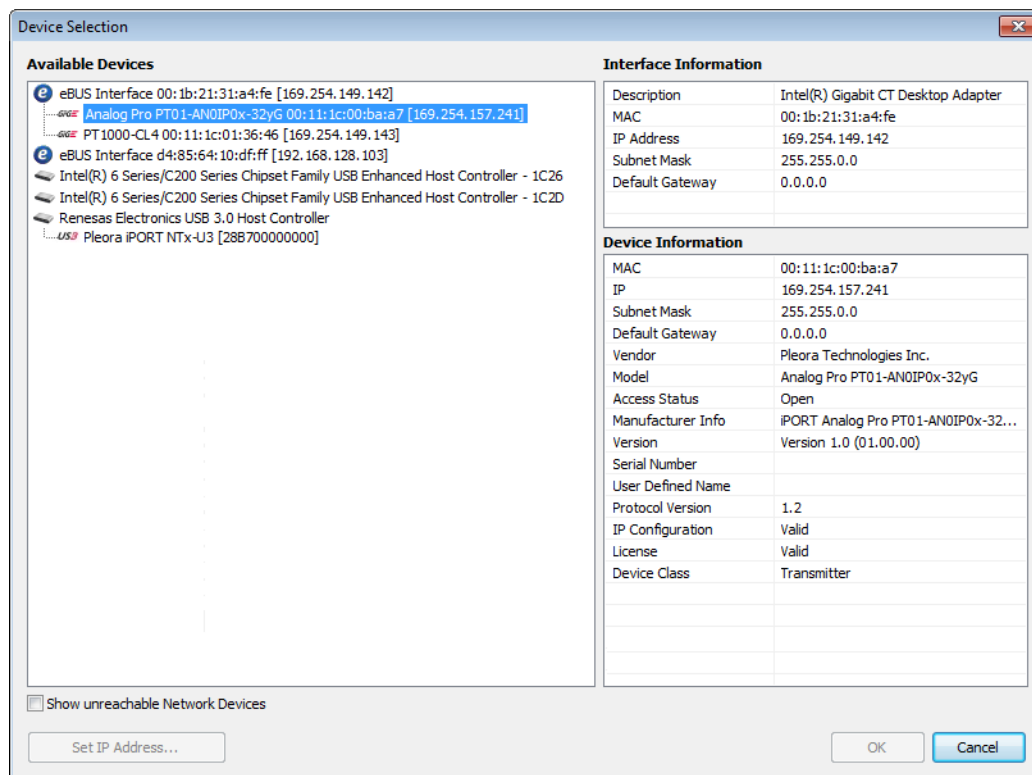 Device Selection
Available Devices
eBUS Interface 00:1b:21:31:a4:fe [169.254.149.142]
GIGE Analog Pro PT01-AN0IP0x-32yG 00:11:1c:00:ba:a7 [169.254.157.241]
GIGE PT1000-CL4 00:11:1c:01:36:46 [169.254.149.143]
eBUS Interface d4:85:64:10:df:ff [192.168.128.103]
Intel(R) 6 Series/C200 Series Chipset Family USB Enhanced Host Controller - 1C26
Intel(R) 6 Series/C200 Series Chipset Family USB Enhanced Host Controller - 1C2D
Renesas Electronics USB 3.0 Host Controller
USB Pleora iPORT NTx-U3 [28B700000000]
Show unreachable Network Devices
Set IP Address...
Interface Information
Description Intel(R) Gigabit CT Desktop Adapter
MAC 00:1b:21:31:a4:fe
IP Address 169.254.149.142
Subnet Mask 255.255.0.0
Default Gateway 0.0.0.0
Device Information
MAC 00:11:1c:00:ba:a7
IP 169.254.157.241
Subnet Mask 255.255.0.0
Default Gateway 0.0.0.0
Vendor Pleora Technologies Inc.
Model Analog Pro PT01-AN0IP0x-32yG
Access Status Open
Manufacturer Info iPORT Analog Pro PT01-AN0IP0x-32...
Version Version 1.0 (01.00.00)
Serial Number
User Defined Name
Protocol Version 1.2
IP Configuration Valid
License Valid
Device Class Transmitter
OK Cancel